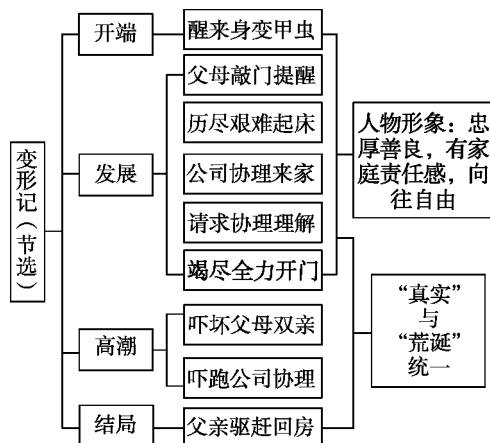 变形记（节选）
开端
醒来身变甲虫
发展
父母敲门提醒
历尽艰难起床
公司协理来家
请求协理理解
竭尽全力开门
高潮
吓坏父母双亲
吓跑公司协理
结局
父亲驱赶回房
人物形象：忠
厚善良，有家
庭责任感，向
往自由
“真实”
与
“荒诞”
统一